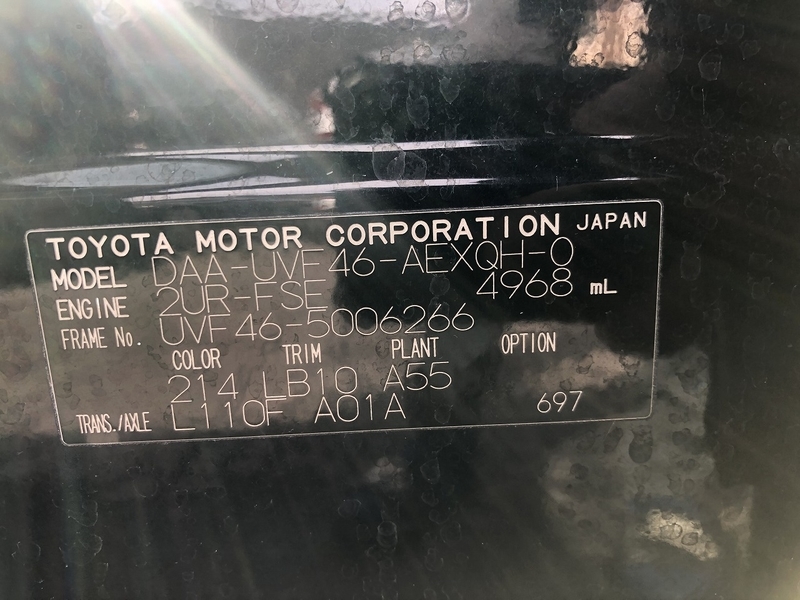 TOYOTA MOTOR CORPORATION JAPAN
MODEL DAA-UVF46-AEXQH-O
ENGINE 2UR-FSE 4968 mL
FRAME No. UVF46-5006266
COLOR TRIM PLANT OPTION
214 LB10 A55
TRANS./AXLE L110F A01A 697